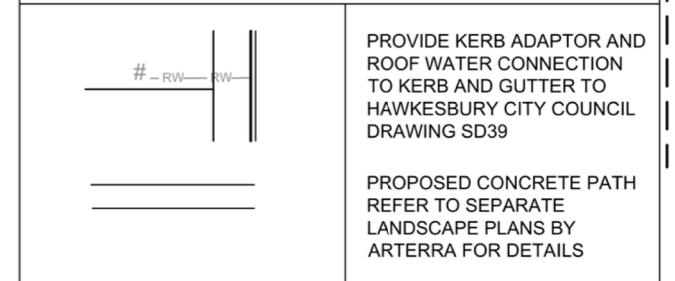 # RW RW
PROVIDE KERB ADAPTOR AND
ROOF WATER CONNECTION
TO KERB AND GUTTER TO
HAWKESBURY CITY COUNCIL
DRAWING SD39
PROPOSED CONCRETE PATH
REFER TO SEPARATE
LANDSCAPE PLANS BY
ARTERRA FOR DETAILS